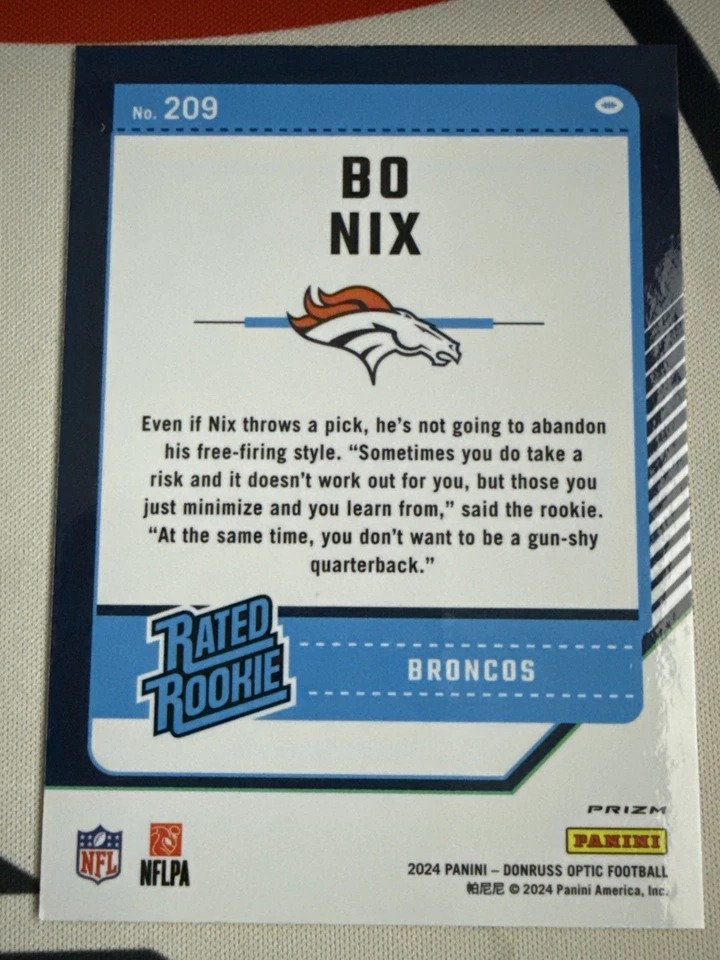 No. 209
BO
NIX
Even if Nix throws a pick, he's not going to abandon
his free-firing style. “Sometimes you do take a
risk and it doesn't work out for you, but those you
just minimize and you learn from,” said the rookie.
“At the same time, you don't want to be a gun-shy
quarterback.”
RATED
ROOKIE
BRONCOS
PRIZM
PANINI
NFL
NFLPA
2024 PANINI – DONRUSS OPTIC FOOTBALL
帕尼尼 © 2024 Panini America, Inc.